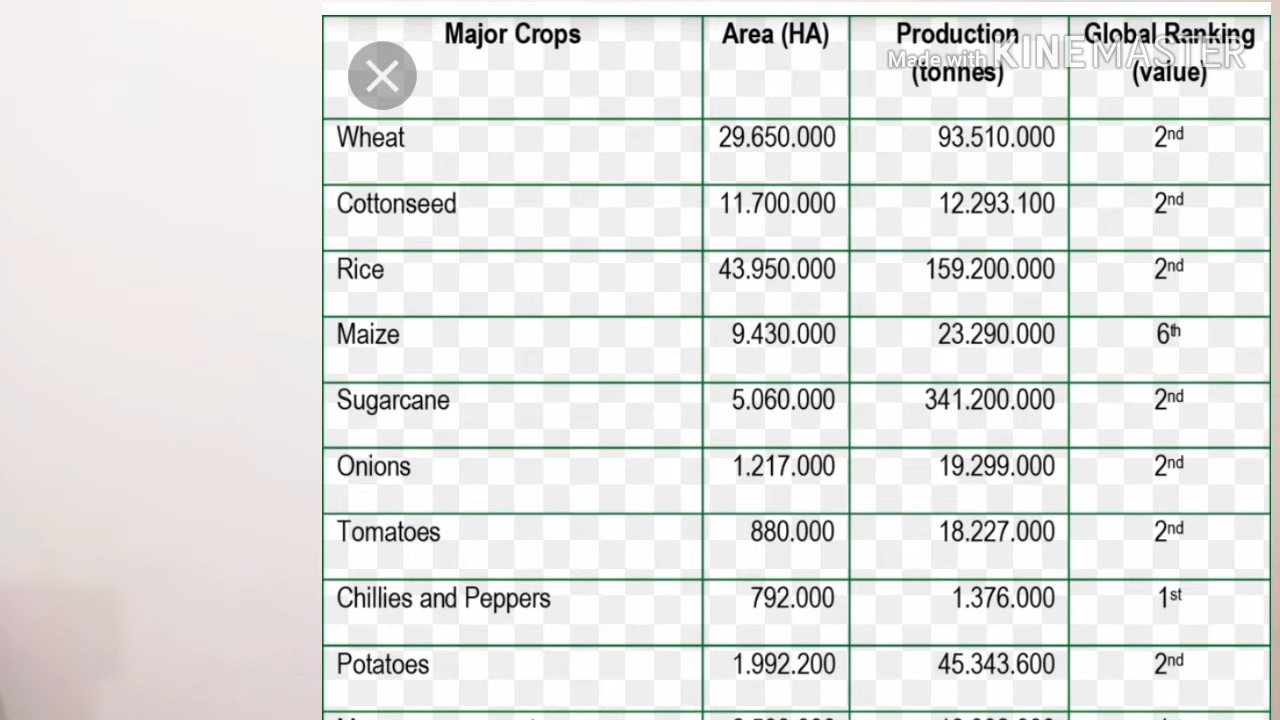 Major Crops Area (HA) Production Global Ranking
(tonnes) (value)
Made with KINEMASTER
Wheat 29.650.000 93.510.000 2nd
Cottonseed 11.700.000 12.293.100 2nd
Rice 43.950.000 159.200.000 2nd
Maize 9.430.000 23.290.000 6th
Sugarcane 5.060.000 341.200.000 2nd
Onions 1.217.000 19.299.000 2nd
Tomatoes 880.000 18.227.000 2nd
Chillies and Peppers 792.000 1.376.000 1st
Potatoes 1.992.200 45.343.600 2nd